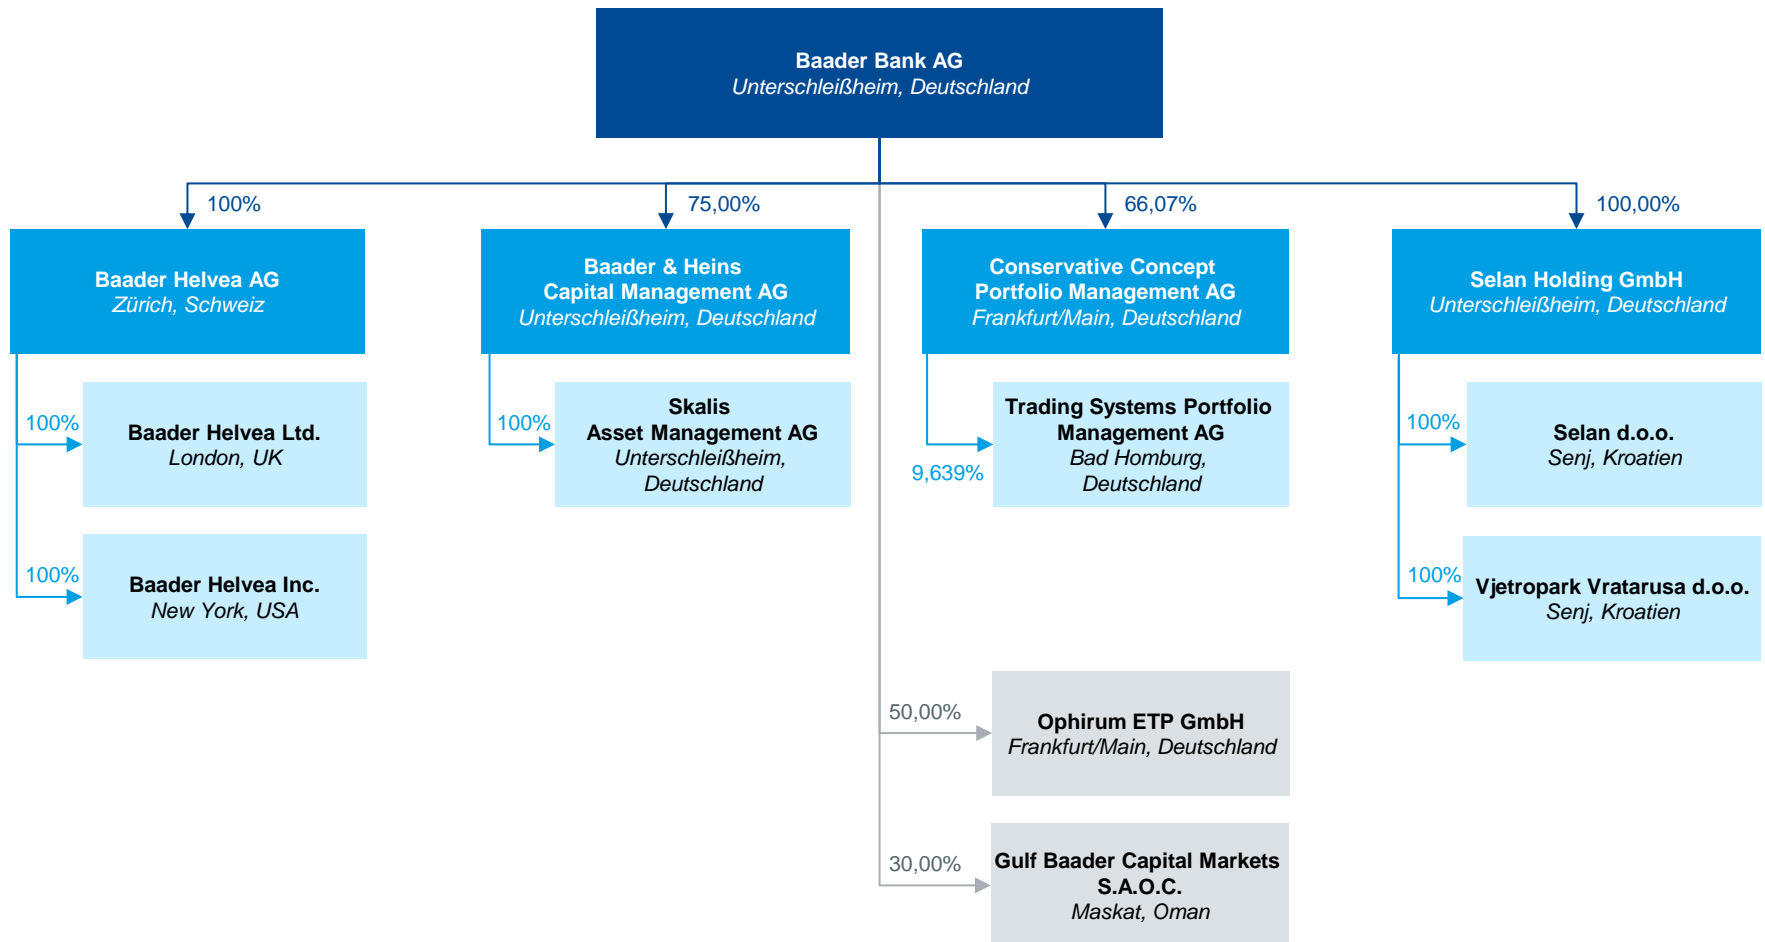 Baader Bank AG
Unterschleißheim, Deutschland
100%
75,00%
66,07%
100,00%
Baader Helvea AG
Zürich, Schweiz
Baader & Heins
Capital Management AG
Unterschleißheim, Deutschland
Conservative Concept
Portfolio Management AG
Frankfurt/Main, Deutschland
Selan Holding GmbH
Unterschleißheim, Deutschland
100%
Baader Helvea Ltd.
London, UK
100%
Skalis
Asset Management AG
Unterschleißheim,
Deutschland
9,639%
Trading Systems Portfolio
Management AG
Bad Homburg,
Deutschland
100%
Selan d.o.o.
Senj, Kroatien
100%
Baader Helvea Inc.
New York, USA
100%
Vjetropark Vratarusa d.o.o.
Senj, Kroatien
50,00%
Ophirum ETP GmbH
Frankfurt/Main, Deutschland
30,00%
Gulf Baader Capital Markets
S.A.O.C.
Maskat, Oman